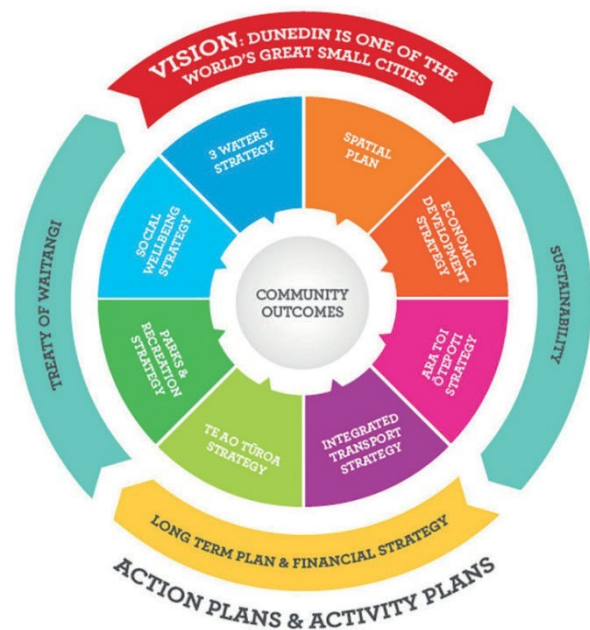 VISION: DUNEDIN IS ONE OF THE
WORLD'S GREAT SMALL CITIES
3 WATERS
STRATEGY
SPATIAL
PLAN
SOCIAL
WELLBEING
STRATEGY
ECONOMIC
DEVELOPMENT
STRATEGY
TREATY OF WAITANGI
COMMUNITY
OUTCOMES
SUSTAINABILITY
PARKS &
RECREATION
STRATEGY
ARA TOI
ŌTEPOTI
STRATEGY
TE AO TŪROA
STRATEGY
INTEGRATED
TRANSPORT
STRATEGY
LONG TERM PLAN & FINANCIAL STRATEGY
ACTION PLANS & ACTIVITY PLANS